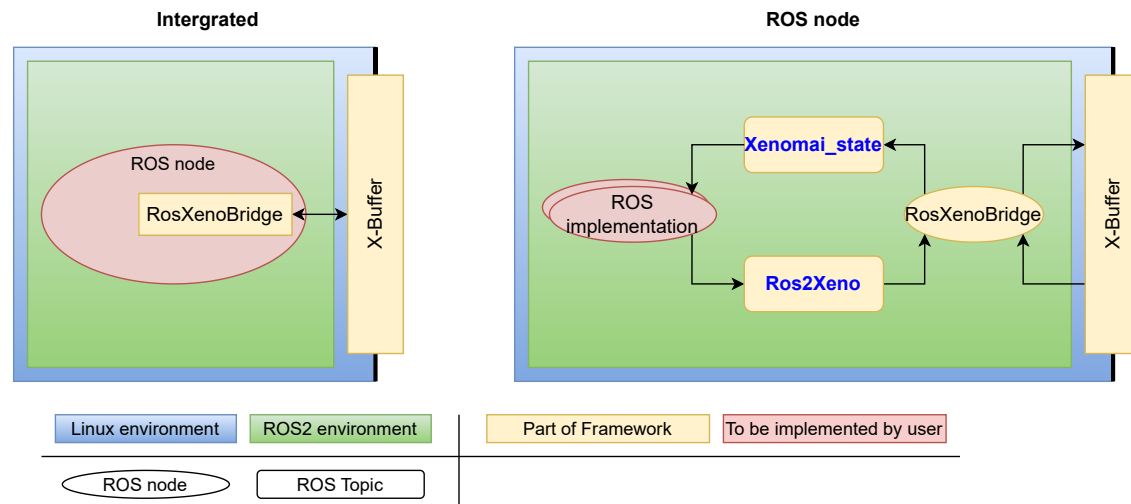 Intergrated
ROS node
RosXenoBridge
X-Buffer
ROS node
Xenomai_state
ROS
implementation
RosXenoBridge
Ros2Xeno
X-Buffer
Linux environment
ROS2 environment
Part of Framework
To be implemented by user
ROS node
ROS Topic